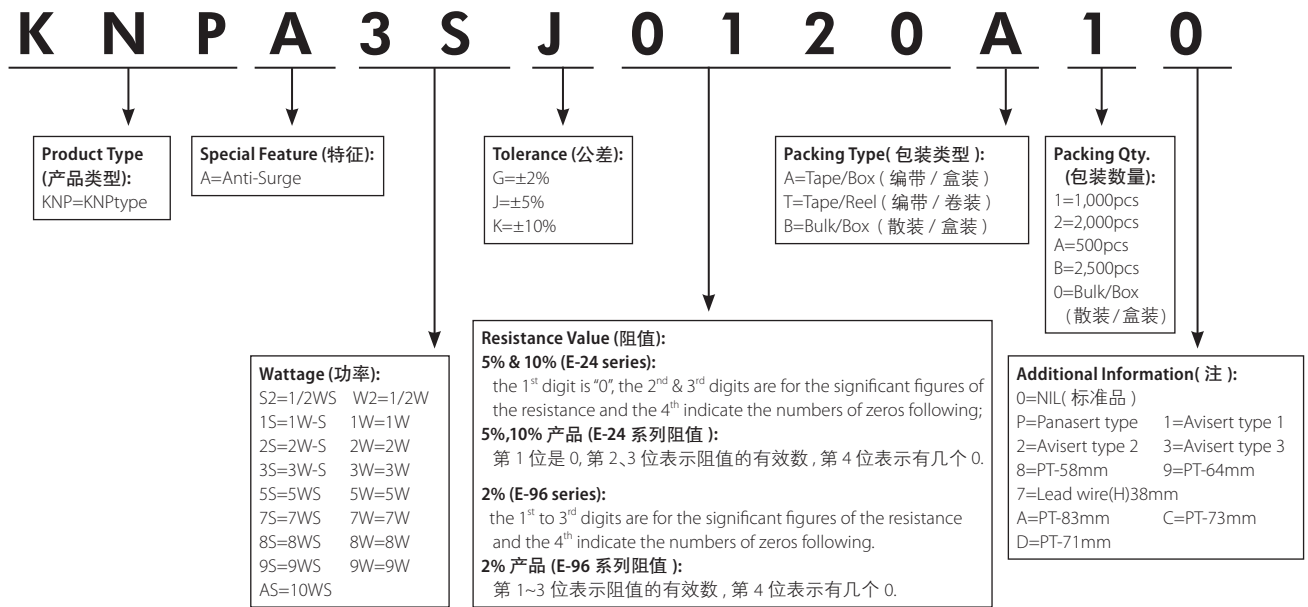 K N P A 3 S J 0 1 2 0 A 1 0
Product Type
(产品类型):
KNP=KNPtype
Special Feature (特征):
A=Anti-Surge
Tolerance (公差):
G=±2%
J=±5%
K=±10%
Packing Type( 包装类型 ):
A=Tape/Box ( 编带 / 盒装 )
T=Tape/Reel ( 编带 / 卷装 )
B=Bulk/Box ( 散装 / 盒装 )
Packing Qty.
(包装数量):
1=1,000pcs
2=2,000pcs
A=500pcs
B=2,500pcs
0=Bulk/Box
(散装/盒装)
Wattage (功率):
S2=1/2WS W2=1/2W
1S=1W-S 1W=1W
2S=2W-S 2W=2W
3S=3W-S 3W=3W
5S=5WS 5W=5W
7S=7WS 7W=7W
8S=8WS 8W=8W
9S=9WS 9W=9W
AS=10WS
Resistance Value (阻值):
5% & 10% (E-24 series):
the 1st digit is "0", the 2nd & 3rd digits are for the significant figures of
the resistance and the 4th indicate the numbers of zeros following;
5%,10% 产品 (E-24 系列阻值 ):
第 1 位是 0, 第 2、3 位表示阻值的有效数 , 第 4 位表示有几个 0.
2% (E-96 series):
the 1st to 3rd digits are for the significant figures of the resistance
and the 4th indicate the numbers of zeros following.
2% 产品 (E-96 系列阻值 ):
第 1~3 位表示阻值的有效数 , 第 4 位表示有几个 0.
Additional Information( 注 ):
0=NIL( 标准品 )
P=Panasert type 1=Avisert type 1
2=Avisert type 2 3=Avisert type 3
8=PT-58mm 9=PT-64mm
7=Lead wire(H)38mm
A=PT-83mm C=PT-73mm
D=PT-71mm